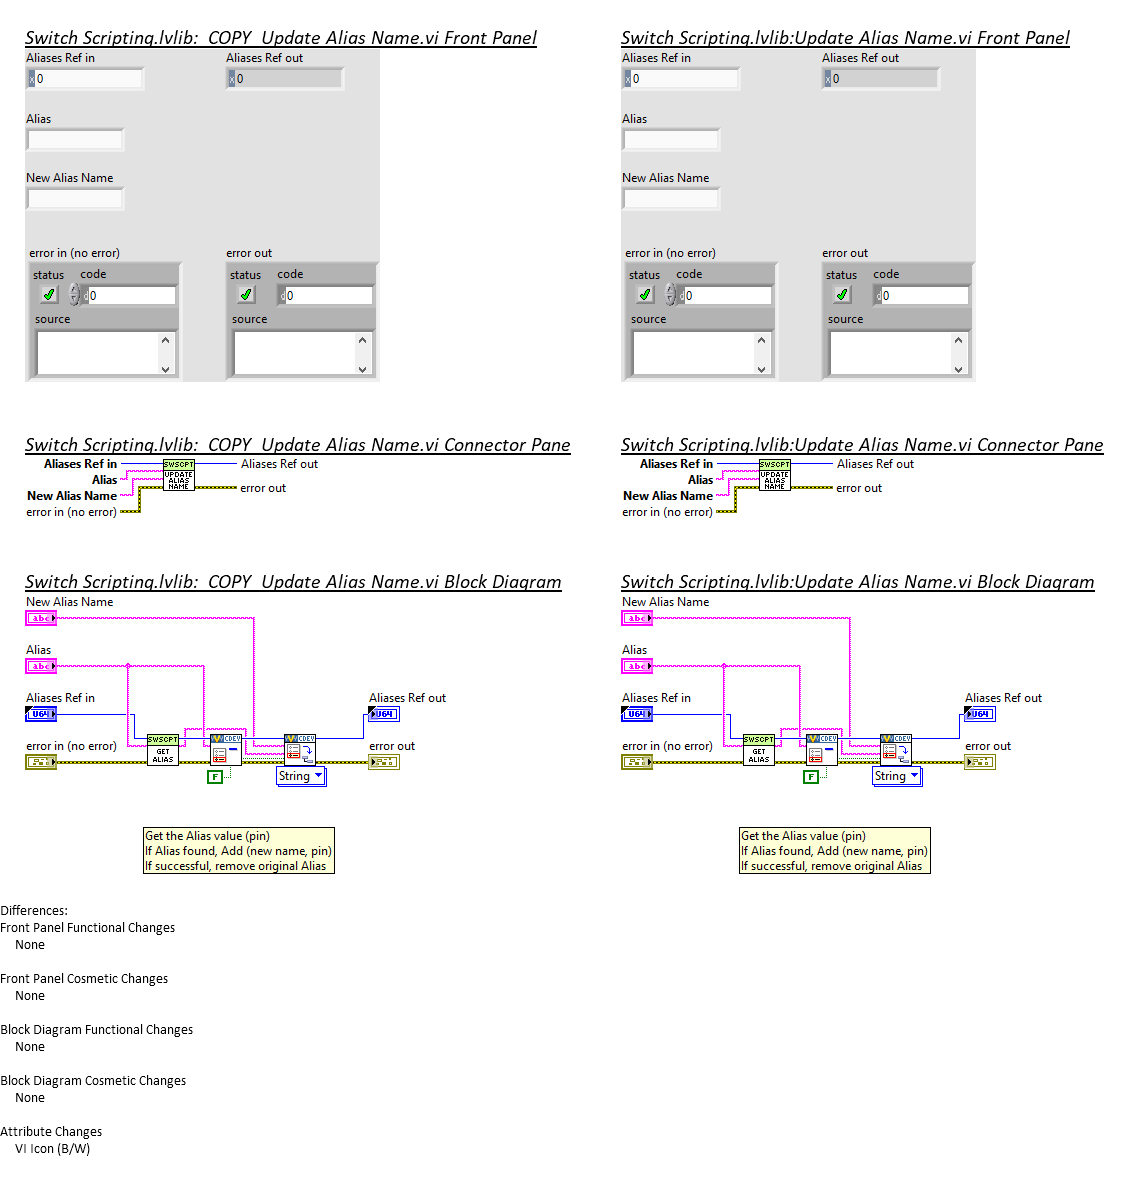 Switch Scripting.lvlib:  COPY  Update Alias Name.vi Front Panel
Aliases Ref in
Aliases Ref out
x 0
x 0
Alias
New Alias Name
error in (no error)
error out
status
code
status
code
d 0
d 0
source
source
Switch Scripting.lvlib:Update Alias Name.vi Front Panel
Aliases Ref in
Aliases Ref out
x 0
x 0
Alias
New Alias Name
error in (no error)
error out
status
code
status
code
d 0
d 0
source
source
Switch Scripting.lvlib:  COPY  Update Alias Name.vi Connector Pane
Aliases Ref in
Alias
New Alias Name
error in (no error)
SWSCPT
UPDATE
ALIAS
NAME
Aliases Ref out
error out
Switch Scripting.lvlib:Update Alias Name.vi Connector Pane
Aliases Ref in
Alias
New Alias Name
error in (no error)
SWSCPT
UPDATE
ALIAS
NAME
Aliases Ref out
error out
Switch Scripting.lvlib:  COPY  Update Alias Name.vi Block Diagram
New Alias Name
abc
Alias
abc
Aliases Ref in
Aliases Ref out
U64
U64
error in (no error)
error out
SWSCPT
GET
ALIAS
CDEV
CDEV
F
String
Get the Alias value (pin)
If Alias found, Add (new name, pin)
If successful, remove original Alias
Switch Scripting.lvlib:Update Alias Name.vi Block Diagram
New Alias Name
abc
Alias
abc
Aliases Ref in
Aliases Ref out
U64
U64
error in (no error)
error out
SWSCPT
GET
ALIAS
CDEV
CDEV
F
String
Get the Alias value (pin)
If Alias found, Add (new name, pin)
If successful, remove original Alias
Differences:
Front Panel Functional Changes
None
Front Panel Cosmetic Changes
None
Block Diagram Functional Changes
None
Block Diagram Cosmetic Changes
None
Attribute Changes
VI Icon (B/W)